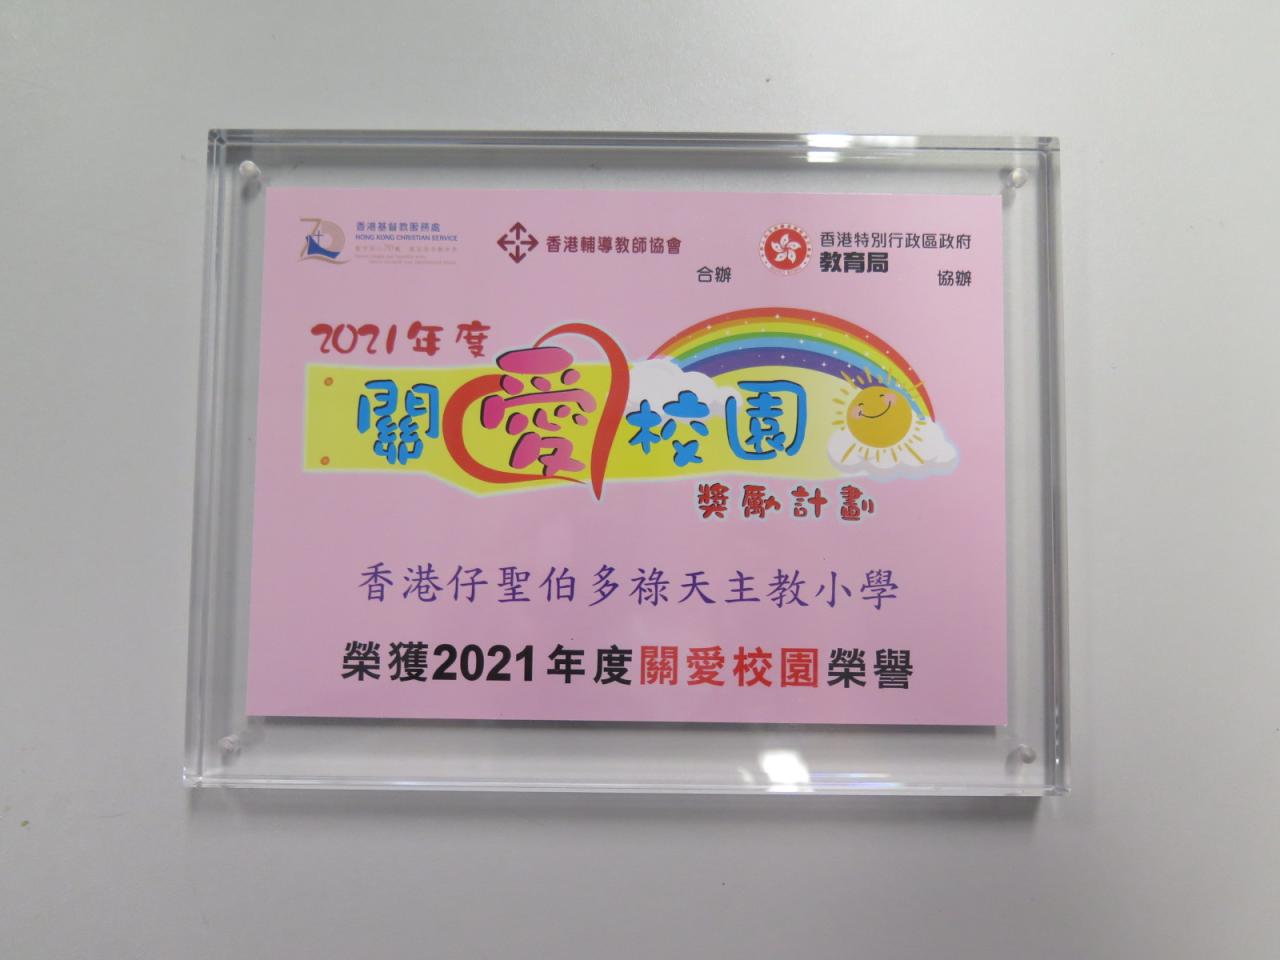 香港基督教服務處
HONG KONG CHRISTIAN SERVICE
香港輔導教師協會
合辦
香港特別行政區政府
教育局
協辦
2021年度
關愛校園
獎勵計劃
香港仔聖伯多祿天主教小學
榮獲2021年度關愛校園榮譽